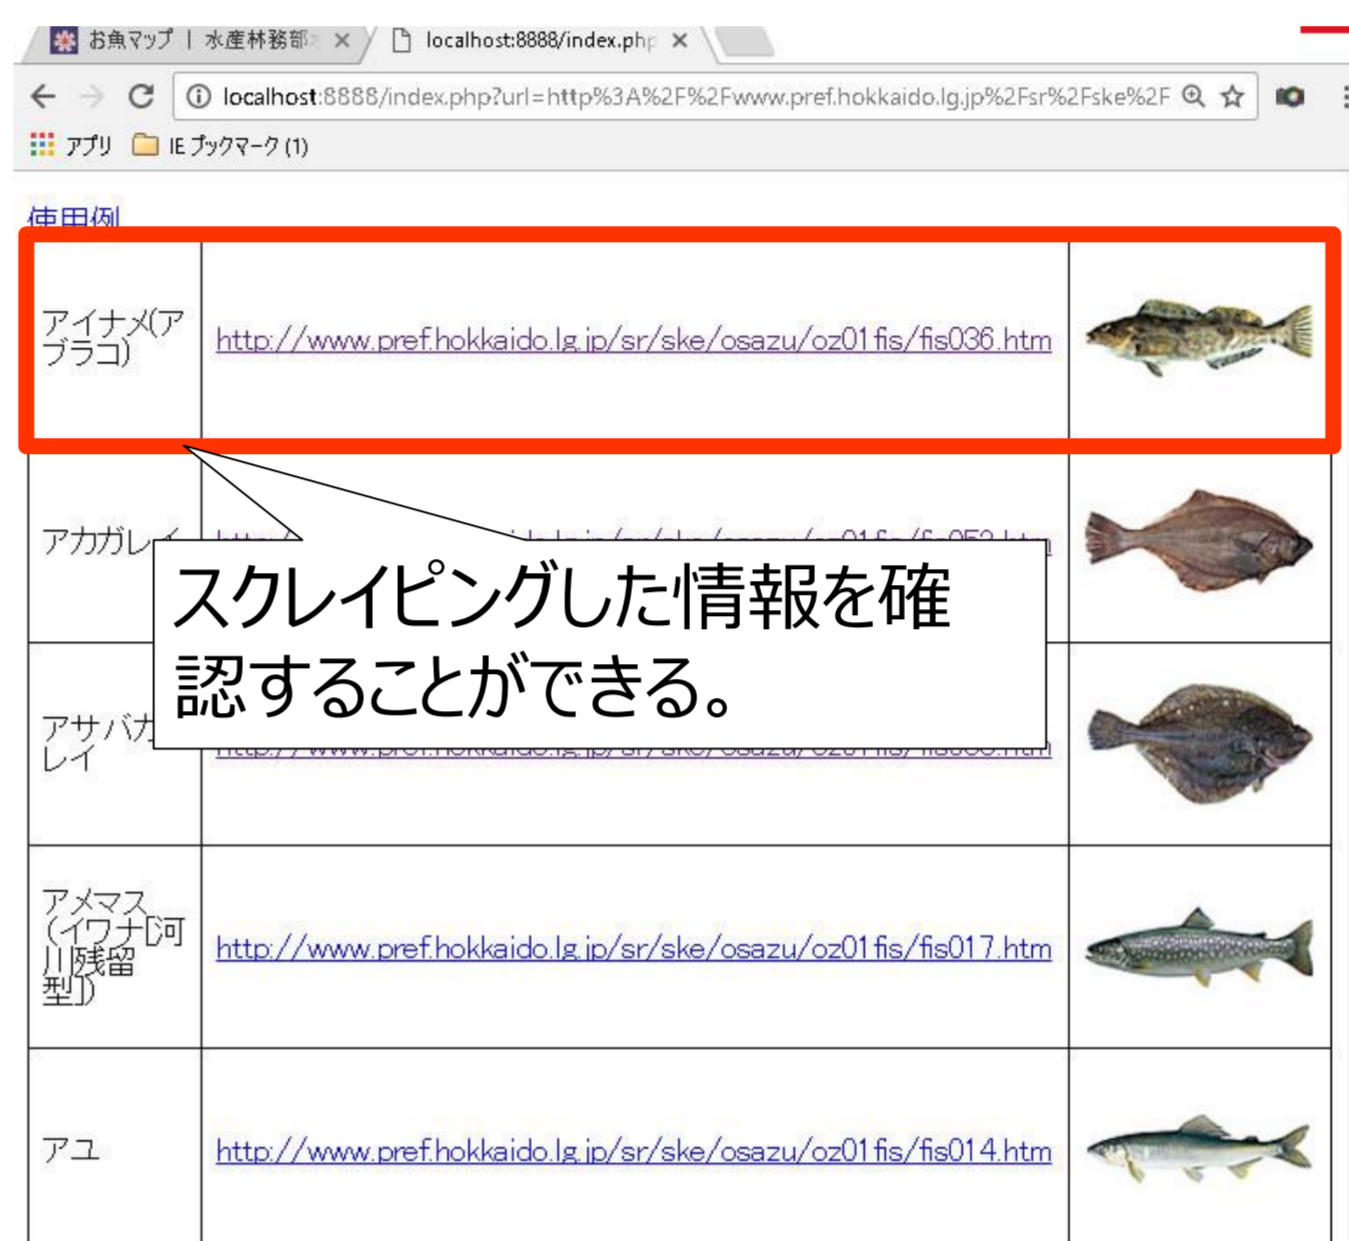 お魚マップ | 水産林務部
localhost:8888/index.php
localhost:8888/index.php?url=http%3A%2F%2Fwww.pref.hokkaido.lg.jp%2Fsr%2Fske%2F
アプリ IE ブックマーク (1)
使用例
アイナメ(ア
ブラコ)
http://www.pref.hokkaido.lg.jp/sr/ske/osazu/oz01fis/fis036.htm
アカガレイ
スクレイピングした情報を確
認することができる。
アサバガ
レイ
アメマス
(イワナ[河
川残留
型])
http://www.pref.hokkaido.lg.jp/sr/ske/osazu/oz01fis/fis017.htm
アユ
http://www.pref.hokkaido.lg.jp/sr/ske/osazu/oz01fis/fis014.htm